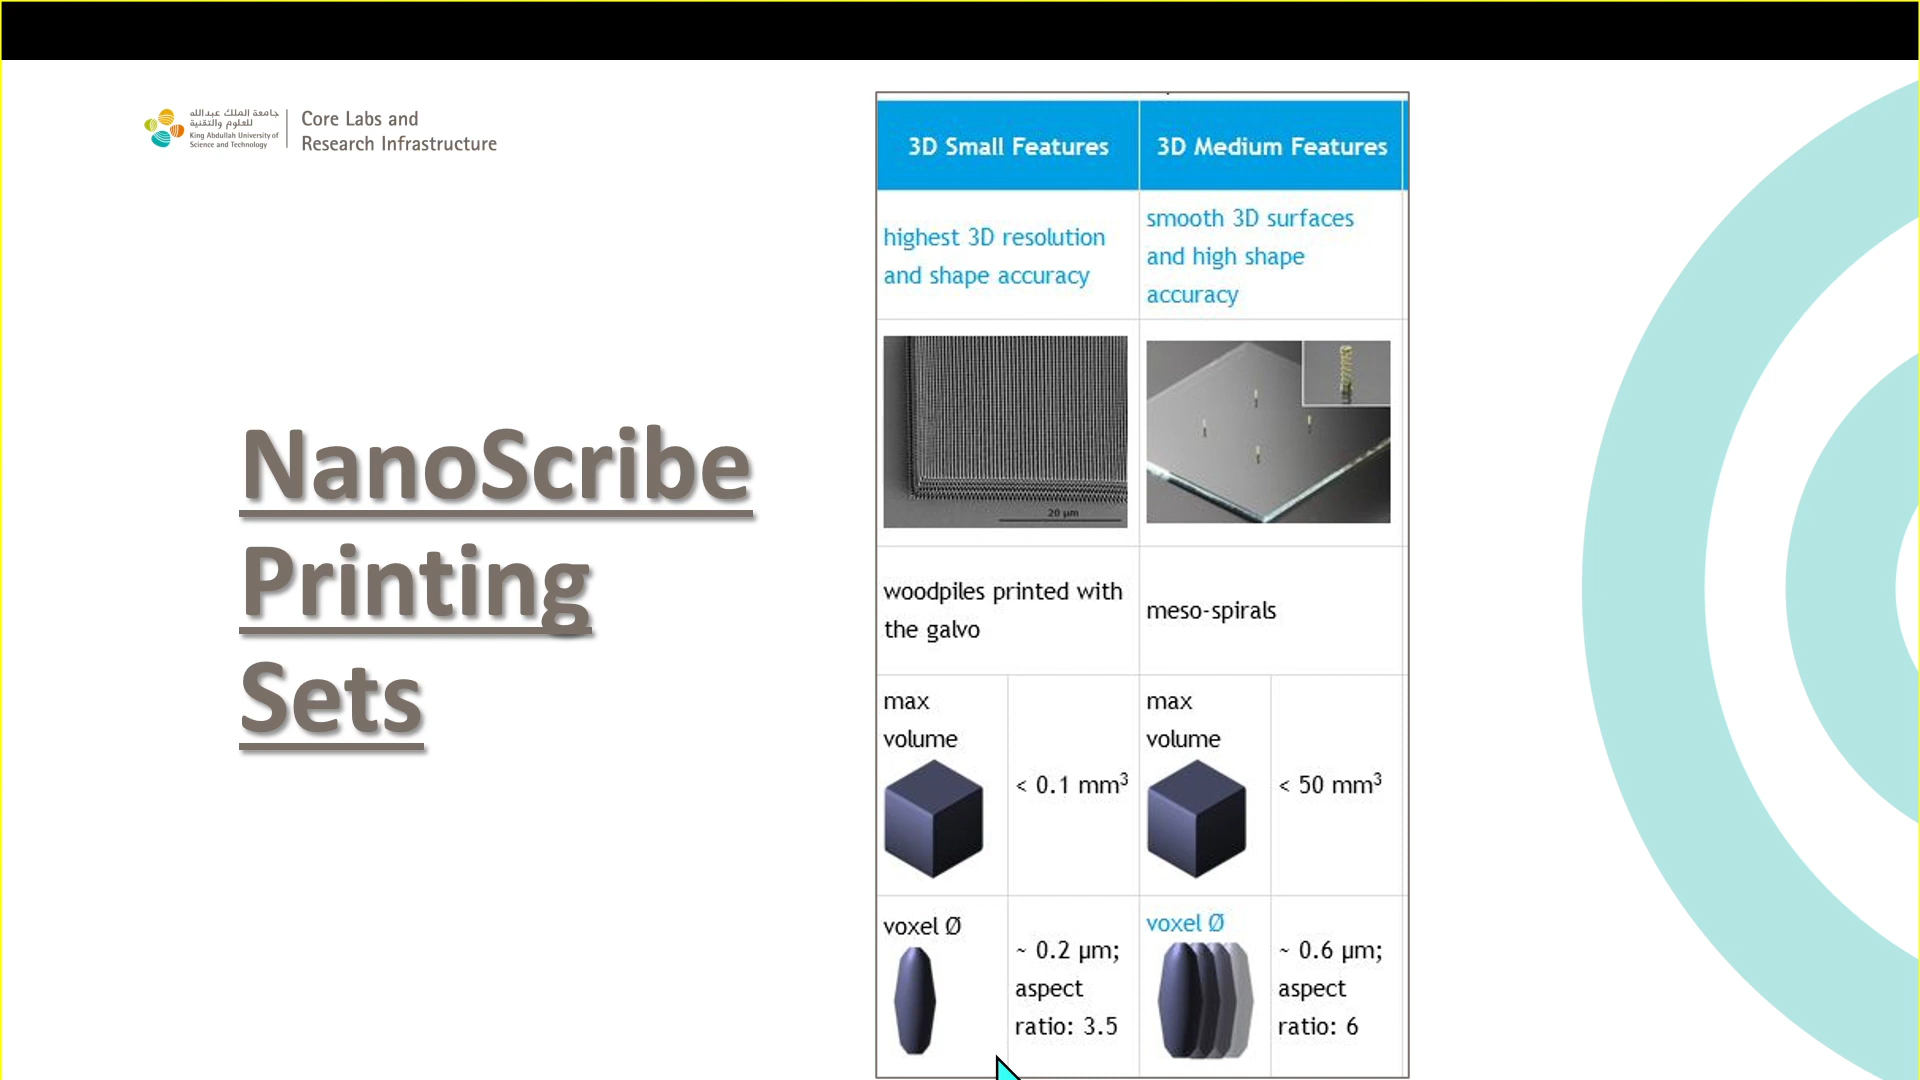 جامعة الملك عبدالله
للعلوم والتقنية
King Abdullah University of
Science and Technology
Core Labs and
Research Infrastructure
NanoScribe
Printing
Sets
3D Small Features
3D Medium Features
highest 3D resolution
and shape accuracy
smooth 3D surfaces
and high shape
accuracy
20 µm
woodpiles printed with
the galvo
meso-spirals
max
volume
< 0.1 mm³
max
volume
< 50 mm³
voxel Ø
~ 0.2 µm;
aspect
ratio: 3.5
voxel Ø
~ 0.6 µm;
aspect
ratio: 6